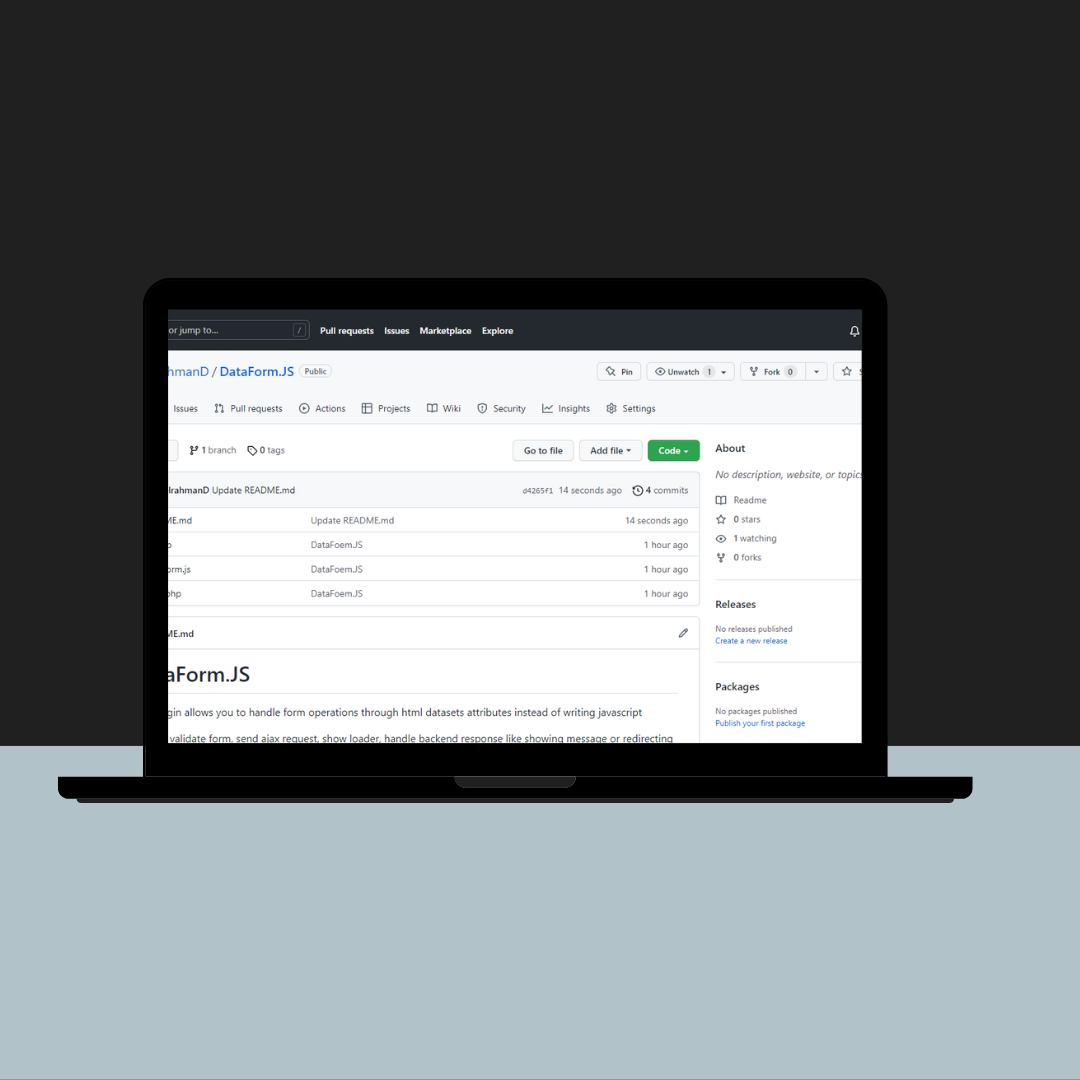 or jump to... / Pull requests Issues Marketplace Explore
hmanD / DataForm.JS Public Pin Unwatch 1 Fork 0
Issues Pull requests Actions Projects Wiki Security Insights Settings
1 branch 0 tags Go to file Add file Code
lrahmanD Update README.md d4265f1 14 seconds ago 4 commits
ME.md Update README.md 14 seconds ago
DataFoem.JS 1 hour ago
orm.js DataFoem.JS 1 hour ago
php DataFoem.JS 1 hour ago
ME.md
aForm.JS
gin allows you to handle form operations through html datasets attributes instead of writing javascript
validate form, send ajax request, show loader, handle backend response like showing message or redirecting
About
No description, website, or topics
Readme
0 stars
1 watching
0 forks
Releases
No releases published
Create a new release
Packages
No packages published
Publish your first package